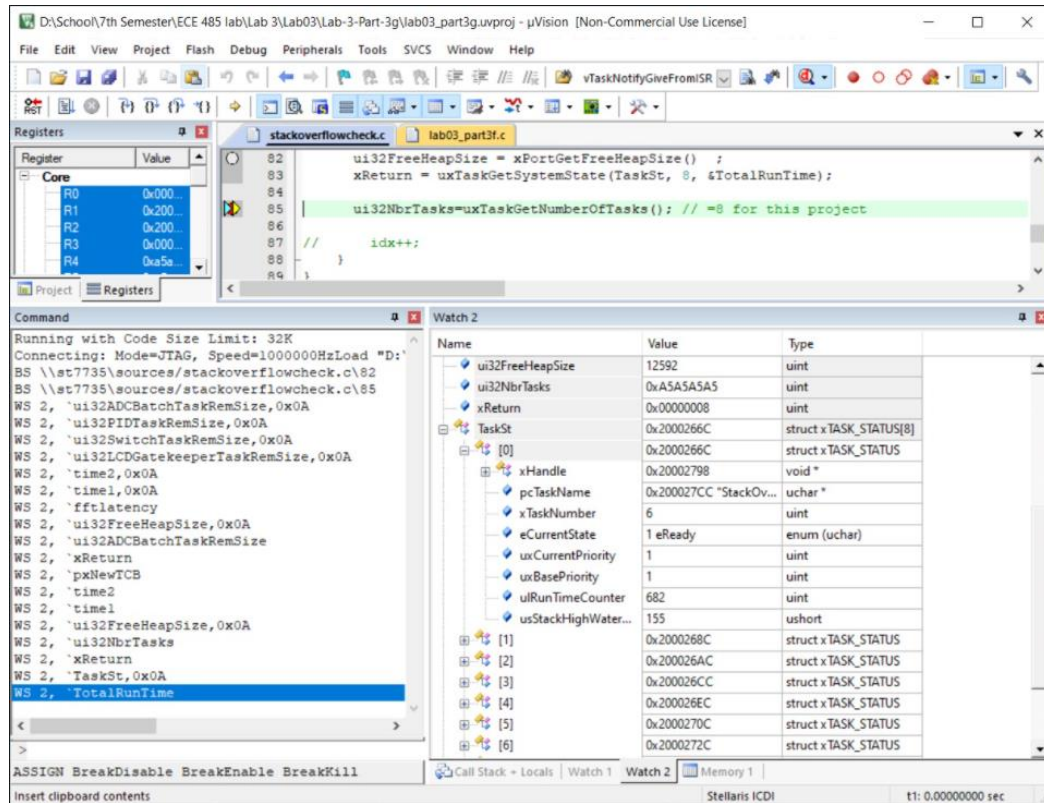 D:\School\7th Semester\ECE 485 lab\Lab 3\Lab03\Lab-3-Part-3g\lab03_part3g.uvproj - µVision [Non-Commercial Use License]
File Edit View Project Flash Debug Peripherals Tools SVCS Window Help
vTaskNotifyGiveFromISR
RST
Registers
stackoverflowcheck.c lab03_part3f.c
Register Value
Core
R0 0x000...
R1 0x200...
R2 0x200...
R3 0x000...
R4 0xa5a...
82 ui32FreeHeapSize = xPortGetFreeHeapSize() ;
83 xReturn = uxTaskGetSystemState(TaskSt, 8, &TotalRunTime);
84
85 ui32NbrTasks=uxTaskGetNumberOfTasks(); // =8 for this project
86
87 // idx++;
88 }
89 }
Project Registers
Command
Running with Code Size Limit: 32K
Connecting: Mode=JTAG, Speed=1000000HzLoad "D:\
BS \\st7735\sources/stackoverflowcheck.c\82
BS \\st7735\sources/stackoverflowcheck.c\85
WS 2, `ui32ADCBatchTaskRemSize,0x0A
WS 2, `ui32PIDTaskRemSize,0x0A
WS 2, `ui32SwitchTaskRemSize,0x0A
WS 2, `ui32LCDGatekeeperTaskRemSize,0x0A
WS 2, `time2,0x0A
WS 2, `time1,0x0A
WS 2, `fftlatency
WS 2, `ui32FreeHeapSize,0x0A
WS 2, `ui32ADCBatchTaskRemSize
WS 2, `xReturn
WS 2, `pxNewTCB
WS 2, `time2
WS 2, `time1
WS 2, `ui32FreeHeapSize,0x0A
WS 2, `ui32NbrTasks
WS 2, `xReturn
WS 2, `TaskSt,0x0A
WS 2, `TotalRunTime
>
ASSIGN BreakDisable BreakEnable BreakKill
Watch 2
Name Value Type
ui32FreeHeapSize 12592 uint
ui32NbrTasks 0xA5A5A5A5 uint
xReturn 0x00000008 uint
TaskSt 0x2000266C struct xTASK_STATUS[8]
[0] 0x2000266C struct xTASK_STATUS
xHandle 0x20002798 void *
pcTaskName 0x200027CC "StackOv... uchar *
xTaskNumber 6 uint
eCurrentState 1 eReady enum (uchar)
uxCurrentPriority 1 uint
uxBasePriority 1 uint
ulRunTimeCounter 682 uint
usStackHighWater... 155 ushort
[1] 0x2000268C struct xTASK_STATUS
[2] 0x200026AC struct xTASK_STATUS
[3] 0x200026CC struct xTASK_STATUS
[4] 0x200026EC struct xTASK_STATUS
[5] 0x2000270C struct xTASK_STATUS
[6] 0x2000272C struct xTASK_STATUS
Call Stack + Locals Watch 1 Watch 2 Memory 1
Insert clipboard contents Stellaris ICDI t1: 0.00000000 sec